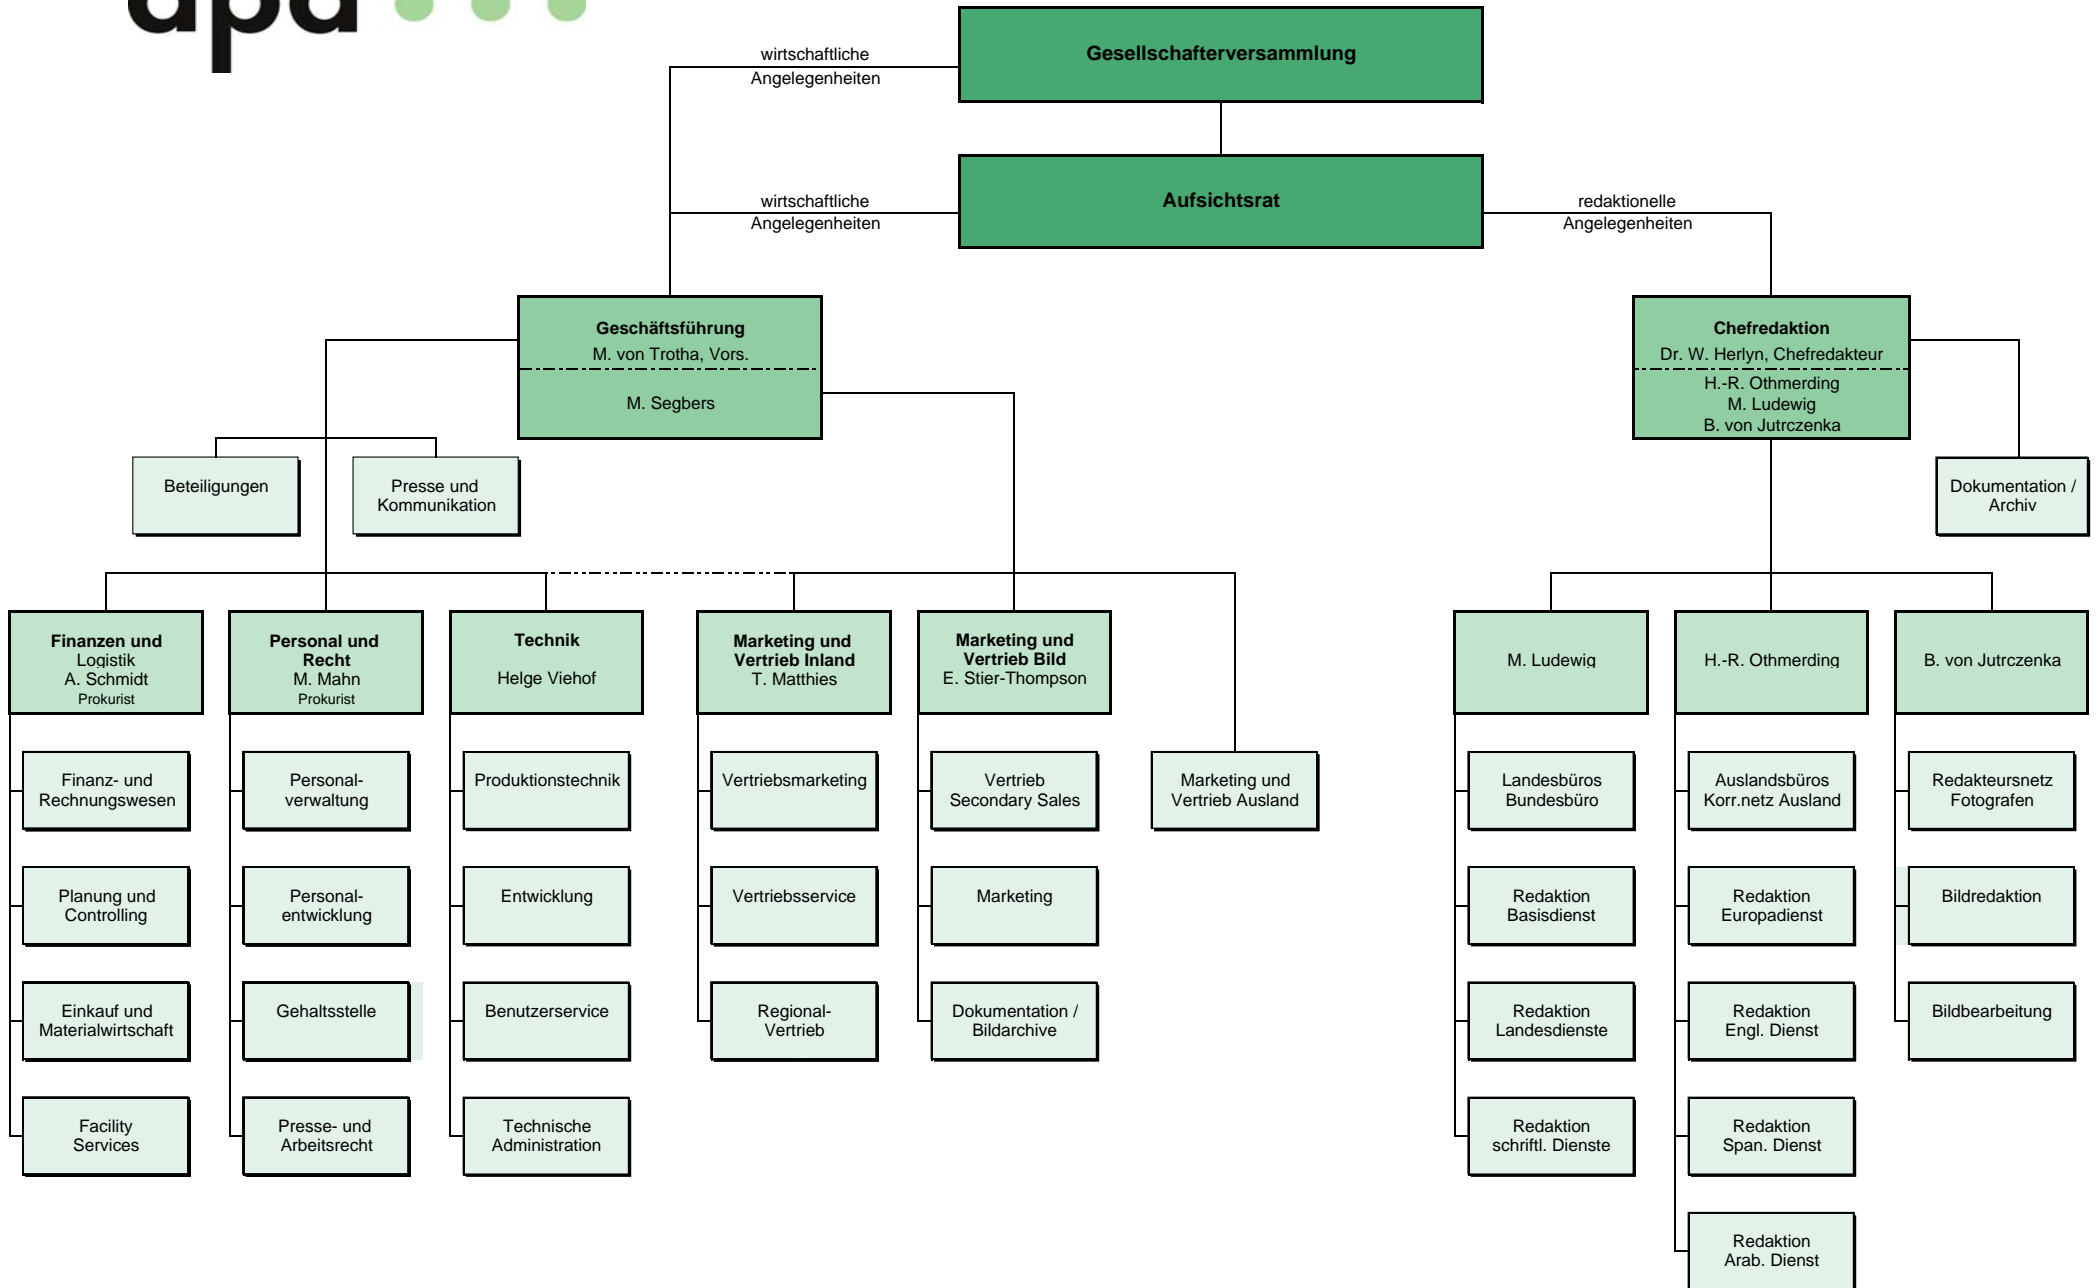 dpa
wirtschaftliche
Angelegenheiten
Gesellschafterversammlung
wirtschaftliche
Angelegenheiten
Aufsichtsrat
redaktionelle
Angelegenheiten
Geschäftsführung
M. von Trotha, Vors.
M. Segbers
Chefredaktion
Dr. W. Herlyn, Chefredakteur
H.-R. Othmerding
M. Ludewig
B. von Jutrczenka
Beteiligungen
Presse und
Kommunikation
Dokumentation /
Archiv
Finanzen und
Logistik
A. Schmidt
Prokurist
Personal und
Recht
M. Mahn
Prokurist
Technik
Helge Viehof
Marketing und
Vertrieb Inland
T. Matthies
Marketing und
Vertrieb Bild
E. Stier-Thompson
M. Ludewig
H.-R. Othmerding
B. von Jutrczenka
Finanz- und
Rechnungswesen
Personal-
verwaltung
Produktionstechnik
Vertriebsmarketing
Vertrieb
Secondary Sales
Marketing und
Vertrieb Ausland
Landesbüros
Bundesbüro
Auslandsbüros
Korr.netz Ausland
Redakteursnetz
Fotografen
Planung und
Controlling
Personal-
entwicklung
Entwicklung
Vertriebsservice
Marketing
Redaktion
Basisdienst
Redaktion
Europadienst
Bildredaktion
Einkauf und
Materialwirtschaft
Gehaltsstelle
Benutzerservice
Regional-
Vertrieb
Dokumentation /
Bildarchive
Redaktion
Landesdienste
Redaktion
Engl. Dienst
Bildbearbeitung
Facility
Services
Presse- und
Arbeitsrecht
Technische
Administration
Redaktion
schriftl. Dienste
Redaktion
Span. Dienst
Redaktion
Arab. Dienst